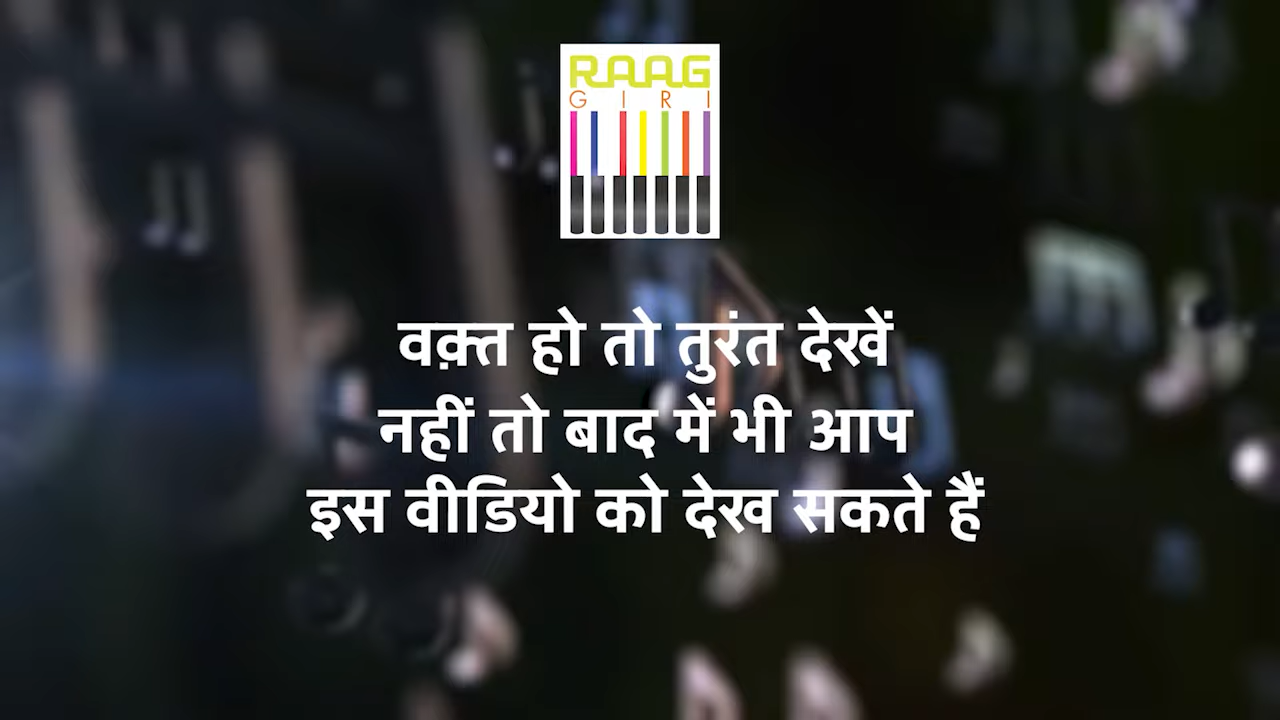 RAAG
GIRI
वक़्त हो तो तुरंत देखें
नहीं तो बाद में भी आप
इस वीडियो को देख सकते हैं